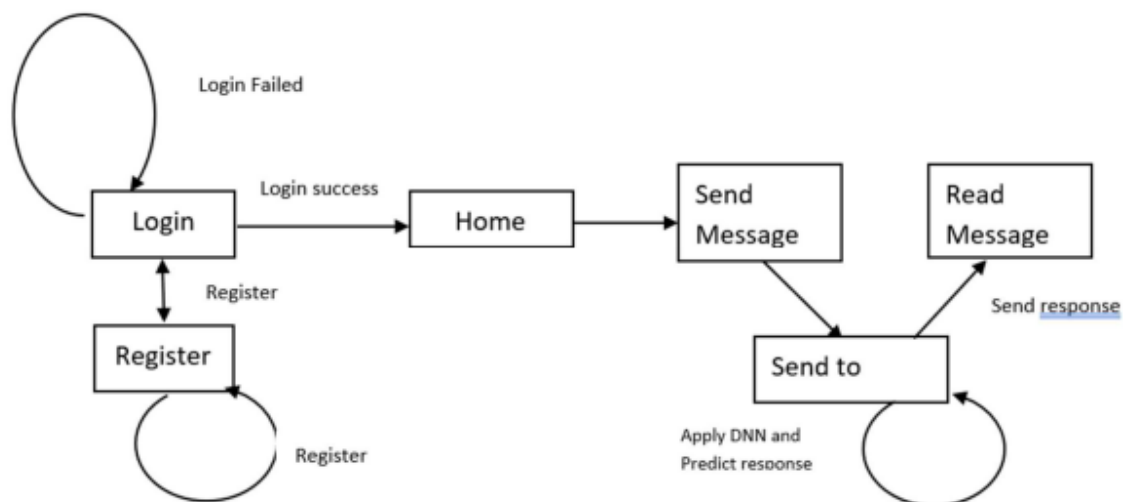 Login Failed
Login success
Login
Home
Send
Message
Read
Message
Register
Send response
Register
Send to
Apply DNN and
Predict response
Register